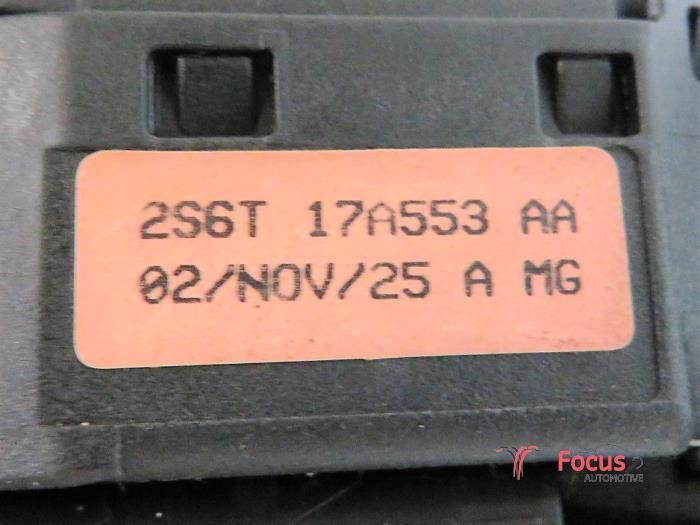 2S6T 17A553 AA
02/NOV/25 A MG
Focus
AUTOMOTIVE